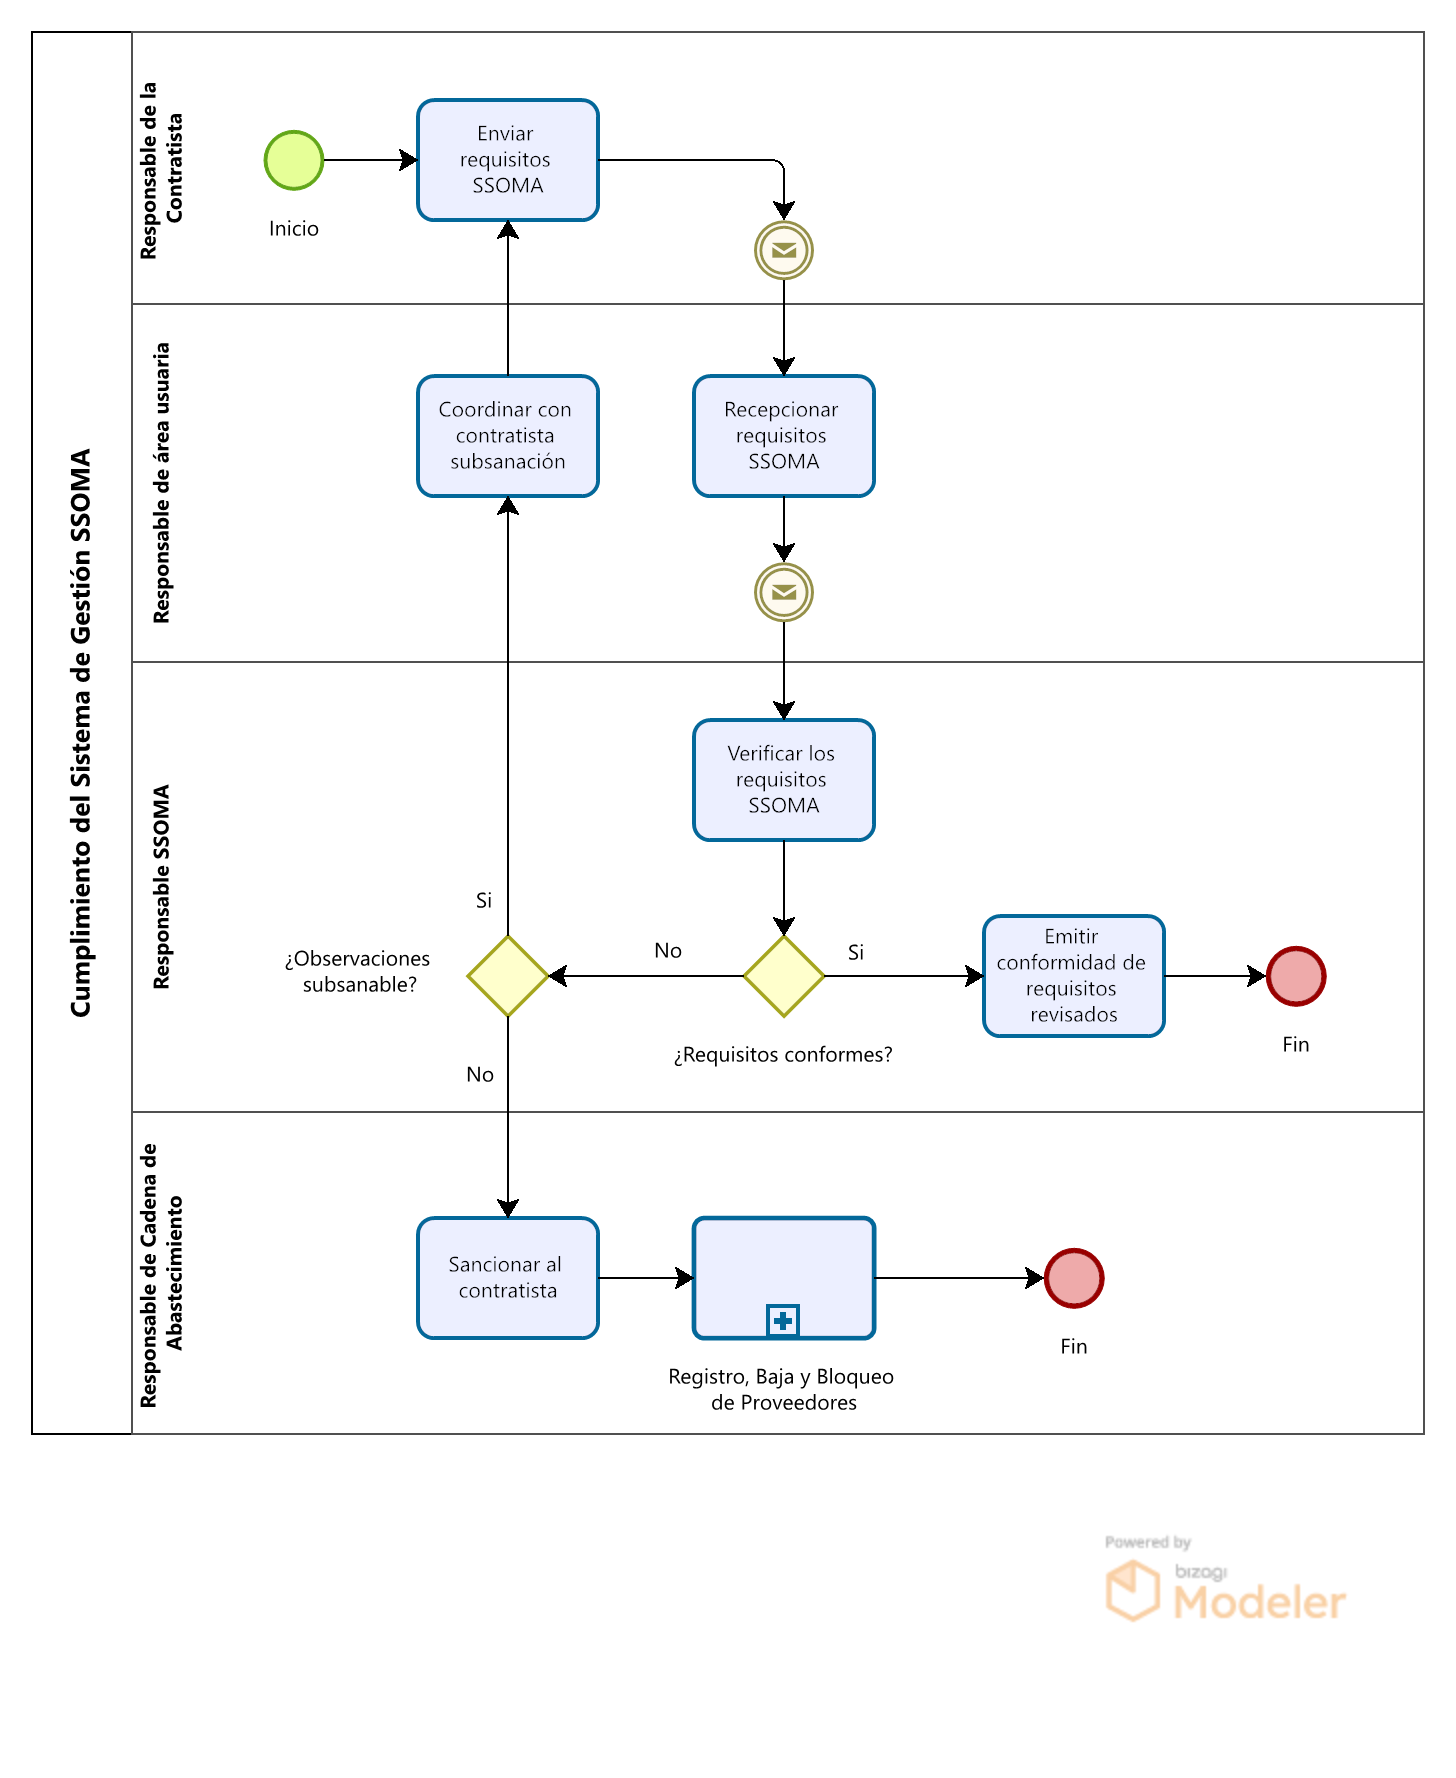 Cumplimiento del Sistema de Gestión SSOMA
Responsable de la
Contratista
Inicio
Enviar
requisitos
SSOMA
Responsable de área usuaria
Coordinar con
contratista
subsanación
Recepcionar
requisitos
SSOMA
Responsable SSOMA
Verificar los
requisitos
SSOMA
Si
¿Observaciones
subsanable?
No
No
Si
¿Requisitos conformes?
Emitir
conformidad de
requisitos
revisados
Fin
Responsable de Cadena de
Abastecimiento
Sancionar al
contratista
Registro, Baja y Bloqueo
de Proveedores
Fin
Powered by
bizagi
Modeler